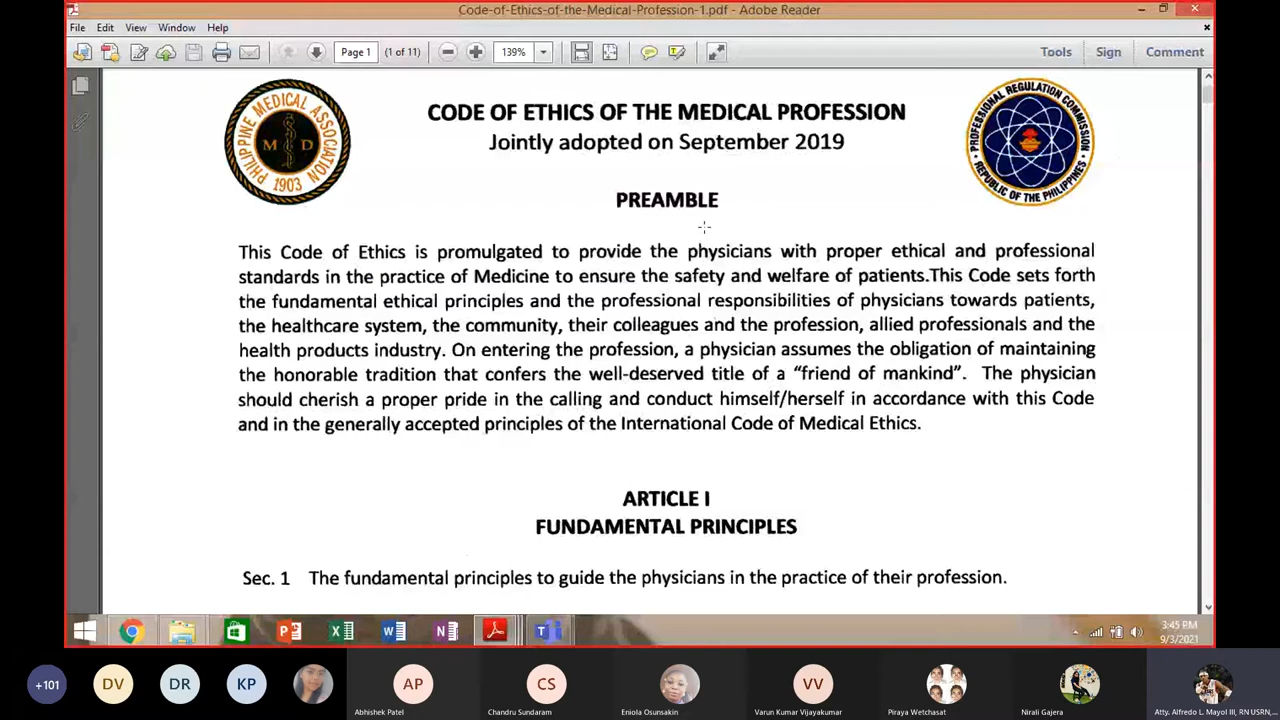 Code-of-Ethics-of-the-Medical-Profession-1.pdf - Adobe Reader
File Edit View Window Help
Page 1 (1 of 11) 139% Tools Sign Comment
PHILIPPINE MEDICAL ASSOCIATION
M D
1903
CODE OF ETHICS OF THE MEDICAL PROFESSION
Jointly adopted on September 2019
PROFESSIONAL REGULATION COMMISSION
REPUBLIC OF THE PHILIPPINES
PREAMBLE
This Code of Ethics is promulgated to provide the physicians with proper ethical and professional
standards in the practice of Medicine to ensure the safety and welfare of patients.This Code sets forth
the fundamental ethical principles and the professional responsibilities of physicians towards patients,
the healthcare system, the community, their colleagues and the profession, allied professionals and the
health products industry. On entering the profession, a physician assumes the obligation of maintaining
the honorable tradition that confers the well-deserved title of a “friend of mankind”. The physician
should cherish a proper pride in the calling and conduct himself/herself in accordance with this Code
and in the generally accepted principles of the International Code of Medical Ethics.
ARTICLE I
FUNDAMENTAL PRINCIPLES
Sec. 1 The fundamental principles to guide the physicians in the practice of their profession.
3:45 PM
9/3/2021
+101 DV DR KP AP CS VV
Abhishek Patel Chandru Sundaram Eniola Osunsakin Varun Kumar Vijayakumar Piraya Wetchasat Nirali Gajera Atty. Alfredo L. Mayol III, RN USRN,...